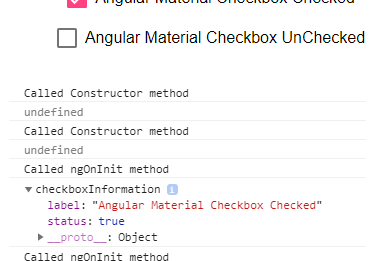 Angular Material Checkbox Checked
Angular Material Checkbox UnChecked
Called Constructor method
undefined
Called Constructor method
undefined
Called ngOnInit method
▼ checkboxInformation i
label: "Angular Material Checkbox Checked"
status: true
▶ __proto__: Object
Called ngOnInit method